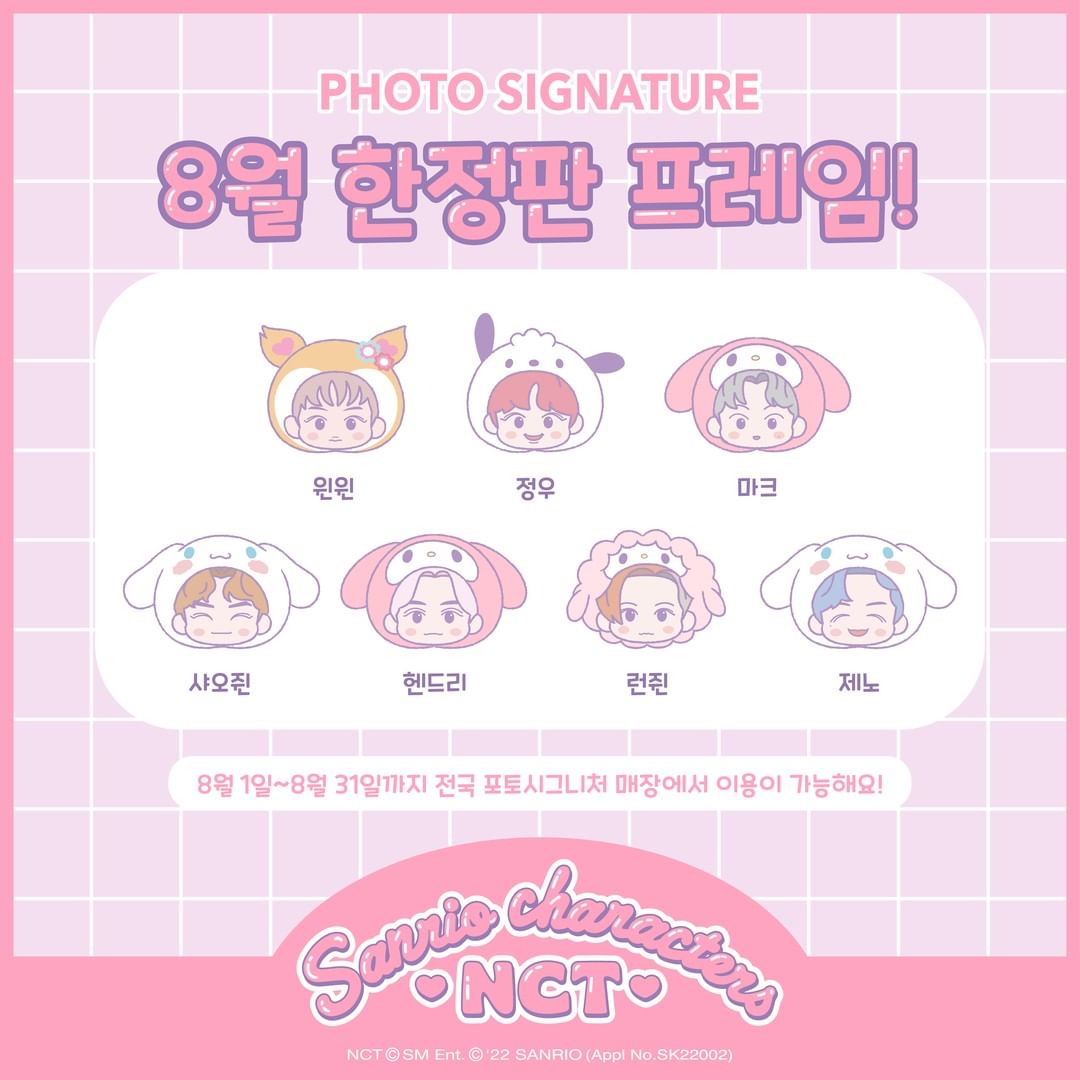 PHOTO SIGNATURE
8월 한정판 프레임!
윈윈 정우 마크
샤오쥔 헨드리 런쥔 제노
8월 1일~8월 31일까지 전국 포토시그니처 매장에서 이용이 가능해요!
Sanrio characters
NCT
NCT ⓒ SM Ent. ⓒ '22 SANRIO (Appl No.SK22002)